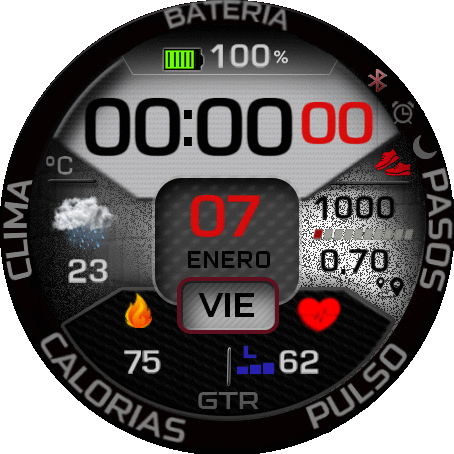 BATERIA
100%
00:00 00
°C
CLIMA
PASOS
07
1000
ENERO
0.70
23
VIE
75
L
62
CALORIAS
PULSO
GTR